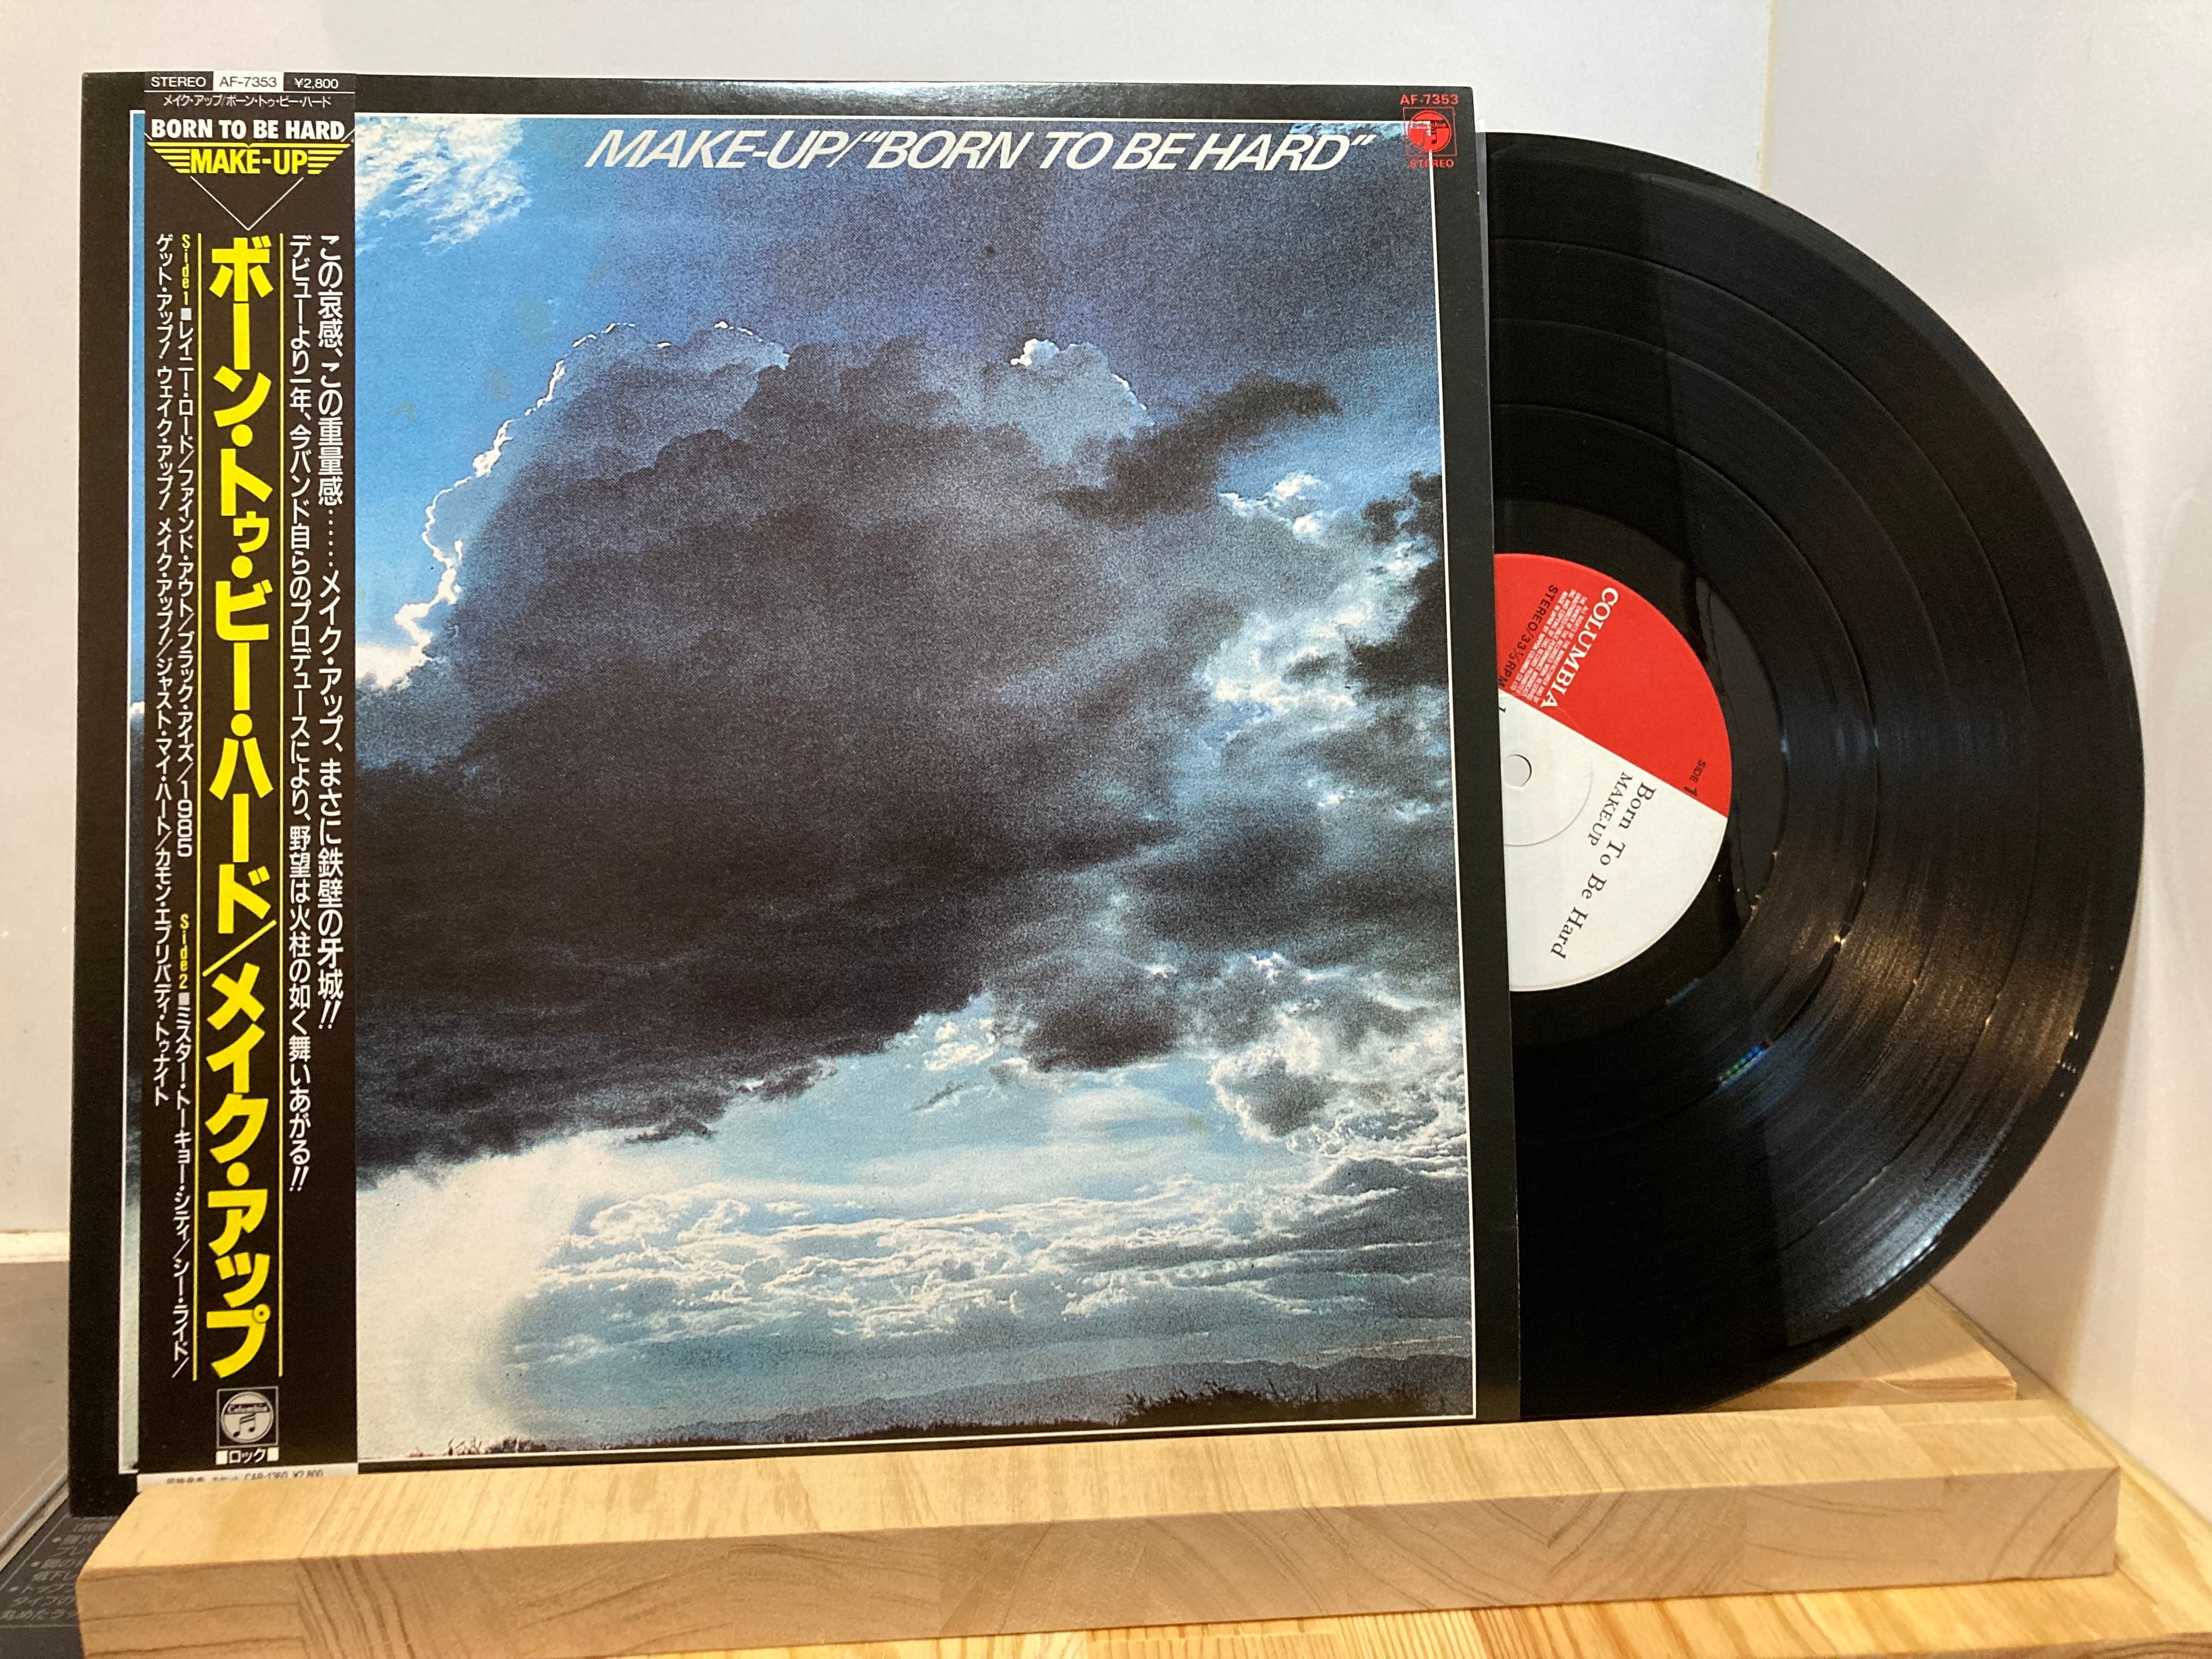 STEREO AF-7353 ¥2,800
メイク・アップ/ボーン・トゥ・ビー・ハード
BORN TO BE HARD
MAKE-UP
この哀感、この重量感……メイク・アップ、まさに鉄壁の牙城!!
デビューより一年、今バンド自らのプロデュースにより、野望は火柱の如く舞いあがる!!
ボーン・トゥ・ビー・ハード/メイク・アップ
Side1■レイニー・ロード/ファインド・アウト/ブラック・アイズ/1985 Side2■ミスター・トーキョー・シティ/シー・ライド/
ゲット・アップ! ウェイク・アップ! メイク・アップ!/ジャスト・マイ・ハート/カモン・エブリバディ・トゥナイト
Columbia
■ロック■
CAR-1360 ¥2,800
MAKE-UP/"BORN TO BE HARD"
AF-7353
STEREO
COLUMBIA
STEREO/33⅓RPM
SIDE 1
Born To Be Hard
MAKE-UP